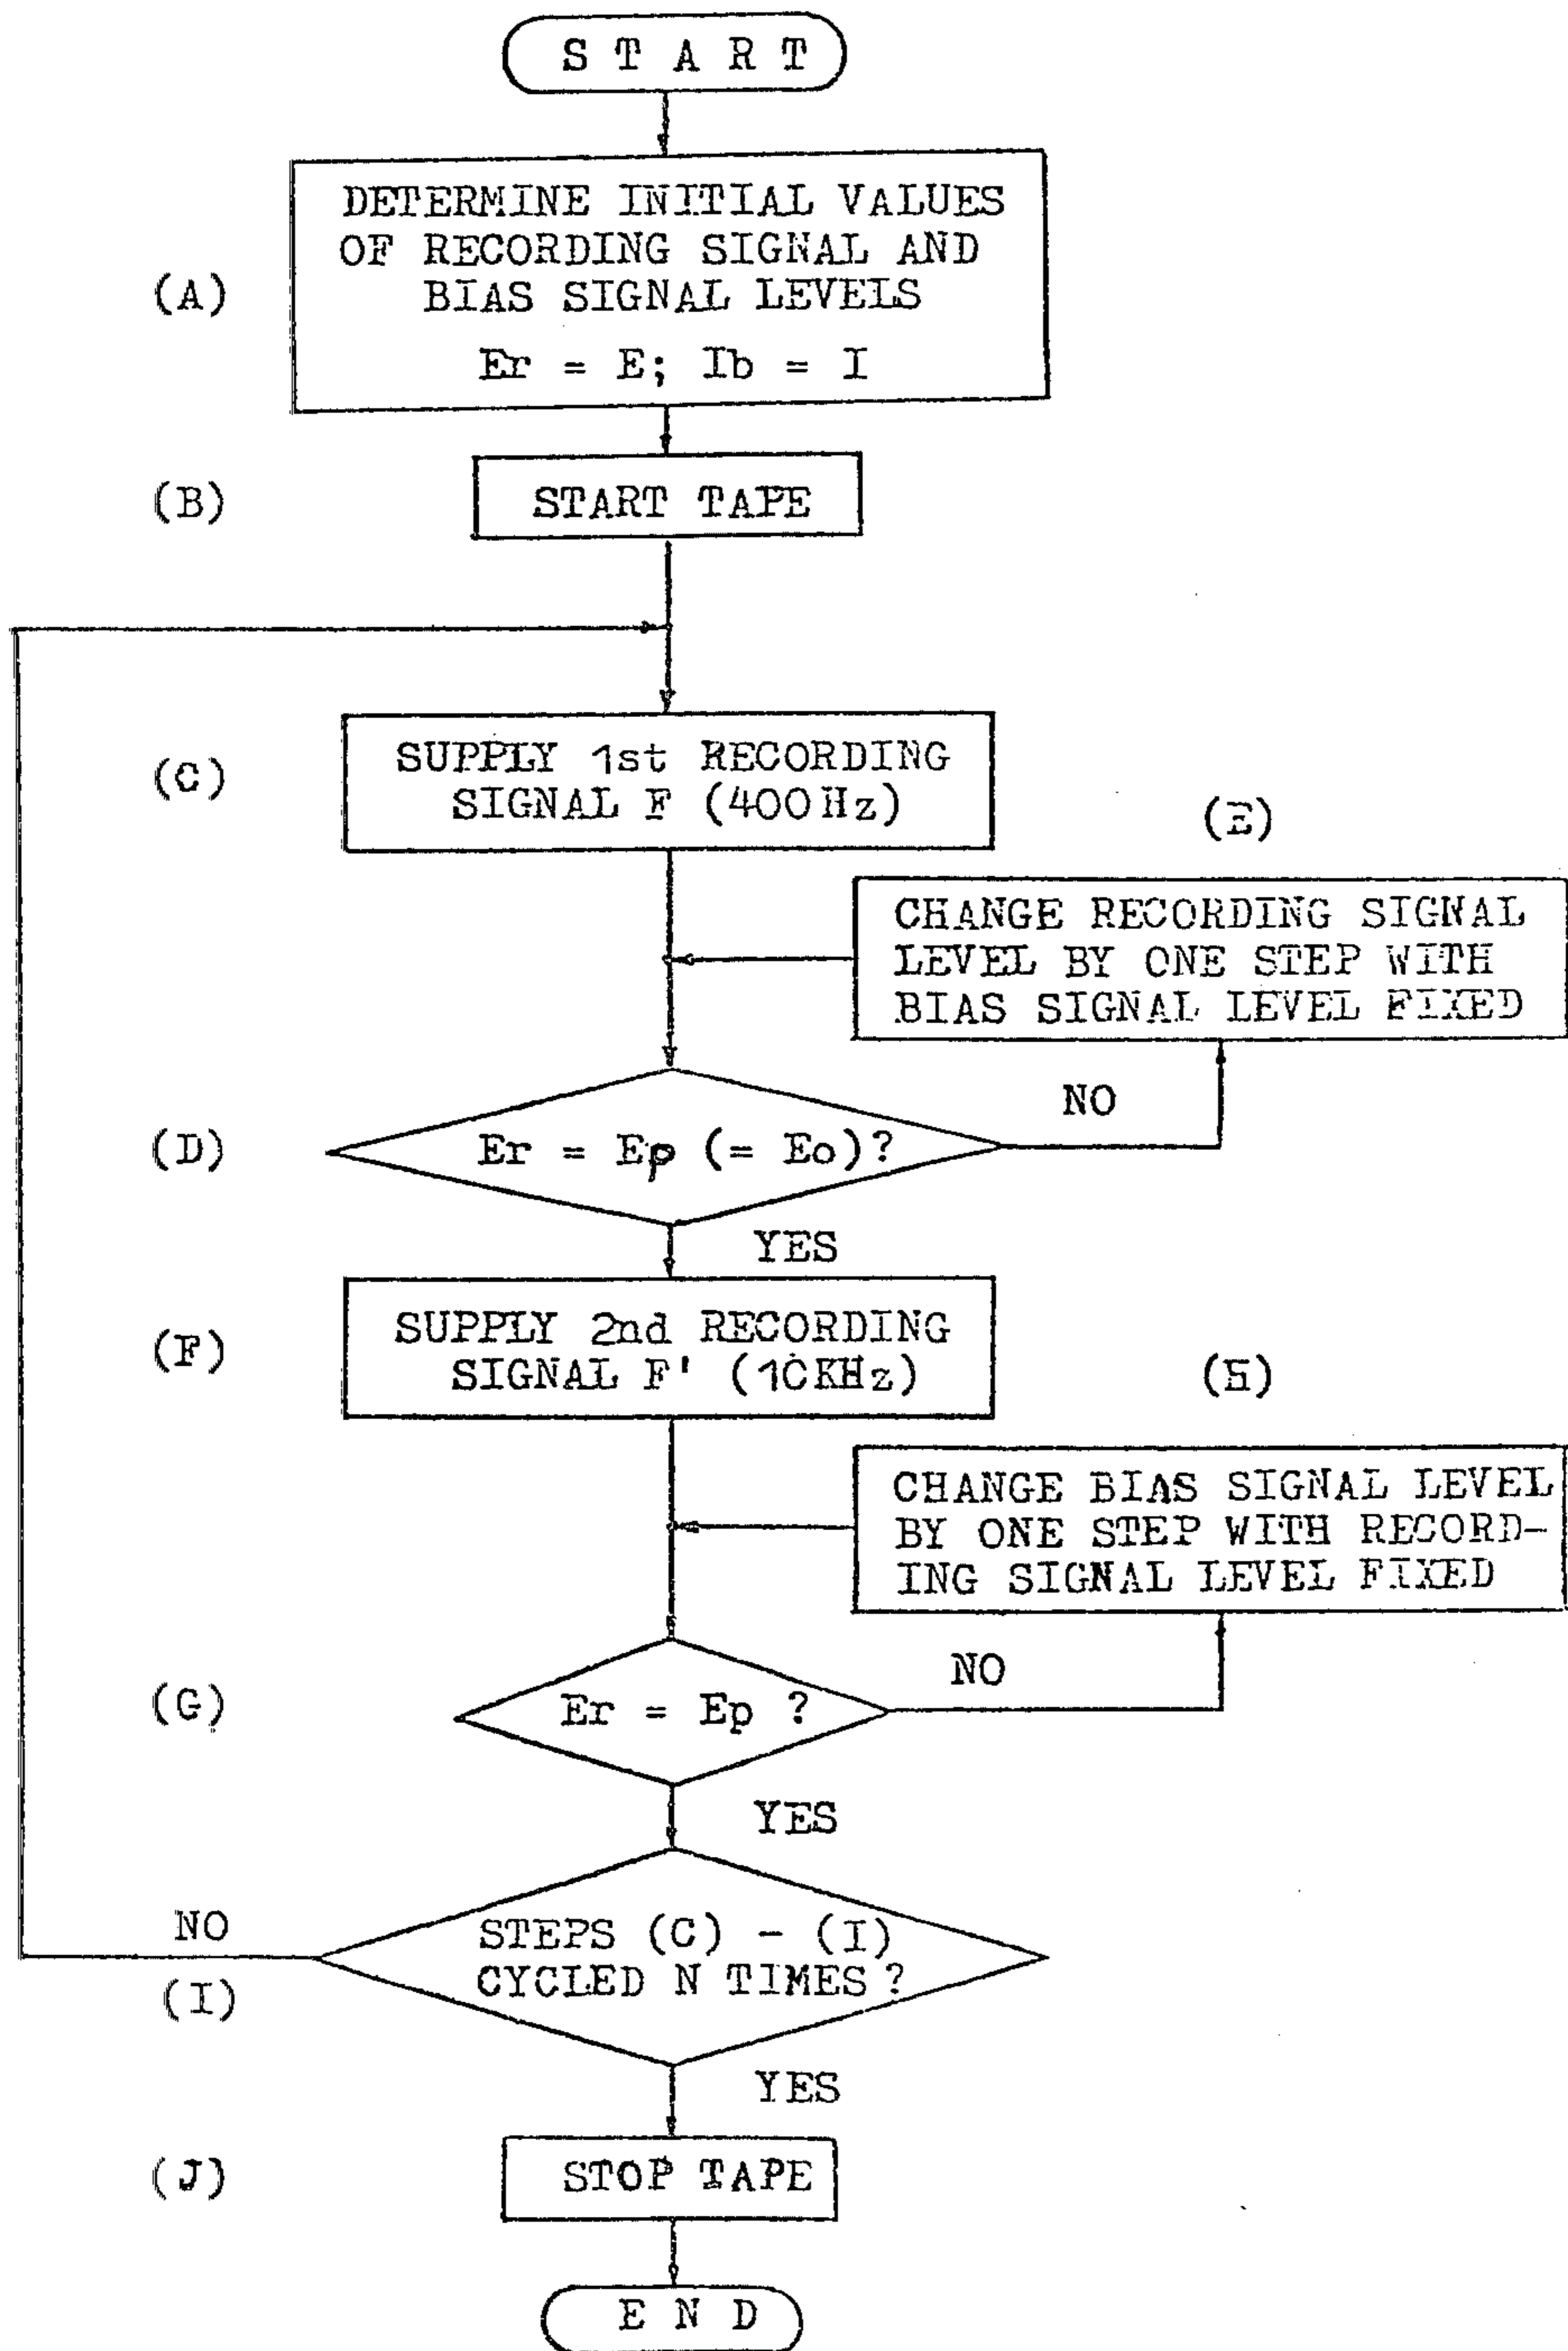 START
DETERMINE INITIAL VALUES
OF RECORDING SIGNAL AND
BIAS SIGNAL LEVELS
Er = E; Ib = I
(A)
(B)
START TAPE
(C)
SUPPLY 1st RECORDING
SIGNAL F (400Hz)
(E)
CHANGE RECORDING SIGNAL
LEVEL BY ONE STEP WITH
BIAS SIGNAL LEVEL FIXED
NO
(D)
Er = Ep (= Eo)?
YES
(F)
SUPPLY 2nd RECORDING
SIGNAL F' (10KHz)
(H)
CHANGE BIAS SIGNAL LEVEL
BY ONE STEP WITH RECORD-
ING SIGNAL LEVEL FIXED
NO
(G)
Er = Ep ?
YES
NO
(I)
STEPS (C) - (I)
CYCLED N TIMES?
YES
(J)
STOP TAPE
END